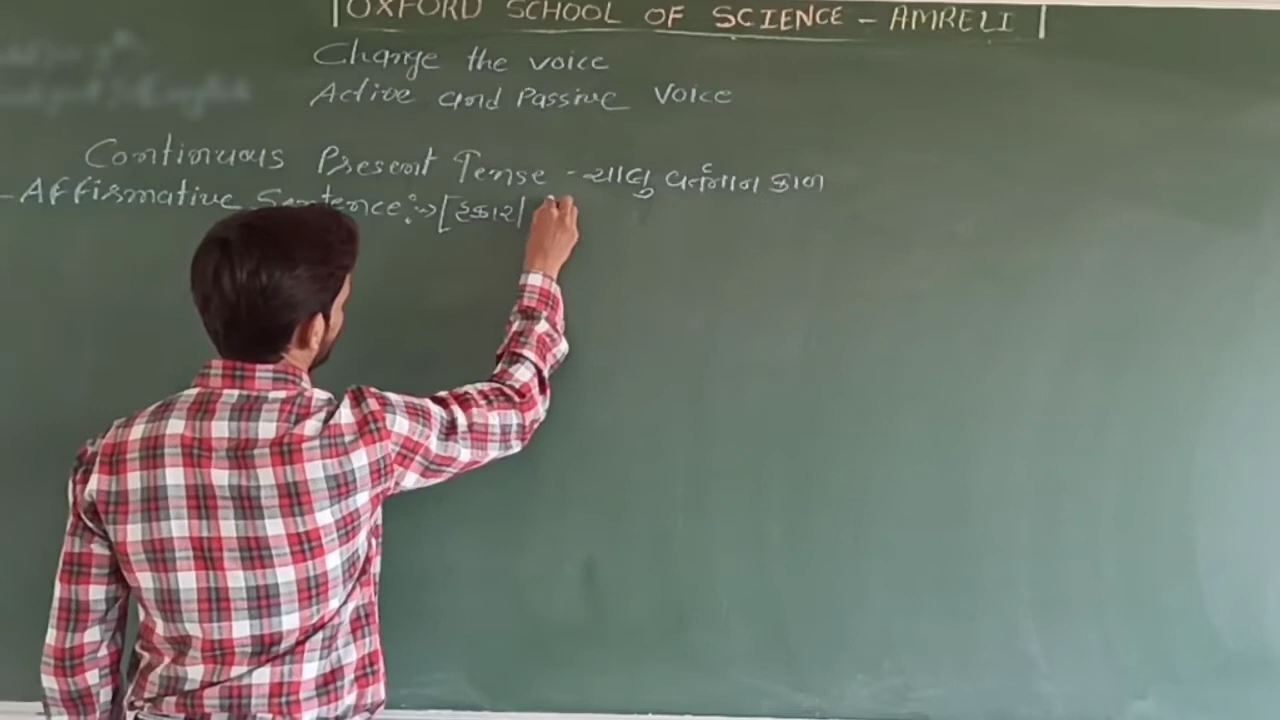 |OXFORD SCHOOL OF SCIENCE - AMRELI|
Change the voice
Active and Passive Voice
Continuous Present Tense - ચાલુ વર્તમાન કાળ
- Affirmative Sentence :→ [હકાર